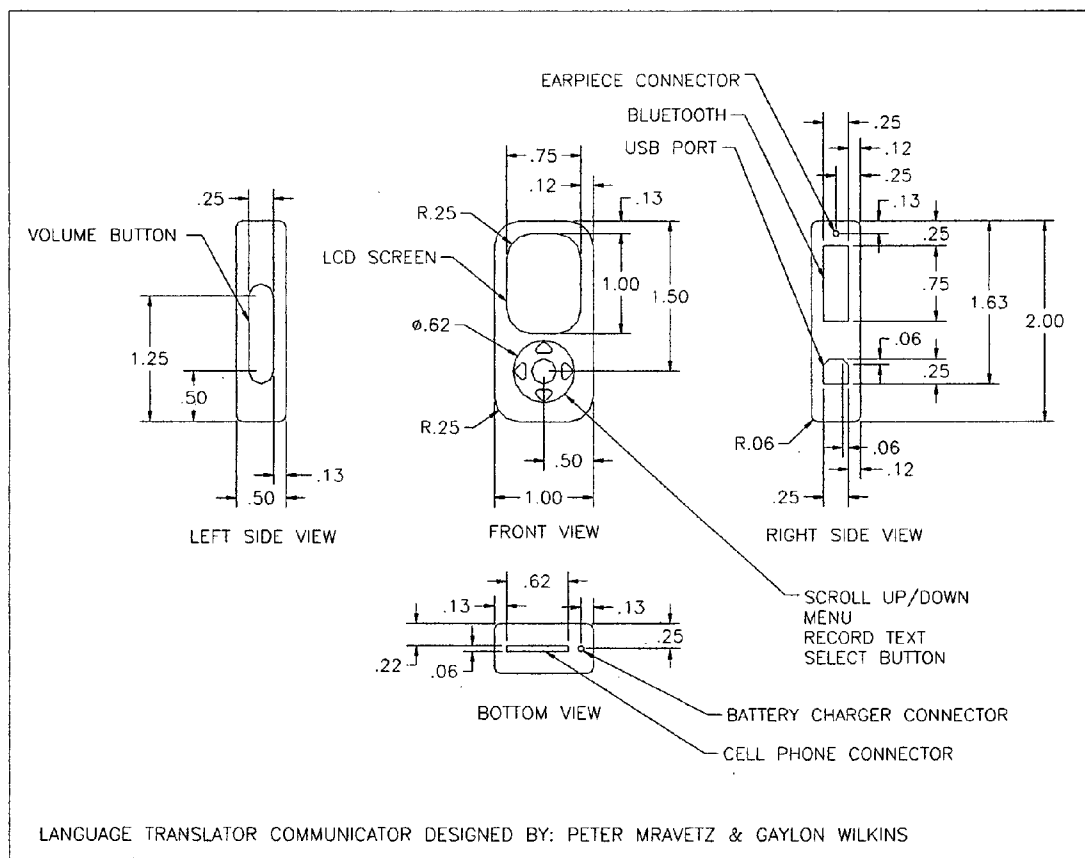 EARPIECE CONNECTOR
BLUETOOTH
USB PORT
.25
.12
.25
.13
.25
.75
1.63
2.00
.06
.25
R.06
.06
.12
.25
RIGHT SIDE VIEW
.75
.12
.13
R.25
LCD SCREEN
1.00
1.50
ø.62
R.25
.50
1.00
FRONT VIEW
.25
VOLUME BUTTON
1.25
.50
.13
.50
LEFT SIDE VIEW
SCROLL UP/DOWN
MENU
RECORD TEXT
SELECT BUTTON
.62
.13
.13
.25
.22
.06
BOTTOM VIEW
BATTERY CHARGER CONNECTOR
CELL PHONE CONNECTOR
LANGUAGE TRANSLATOR COMMUNICATOR DESIGNED BY: PETER MRAVETZ & GAYLON WILKINS